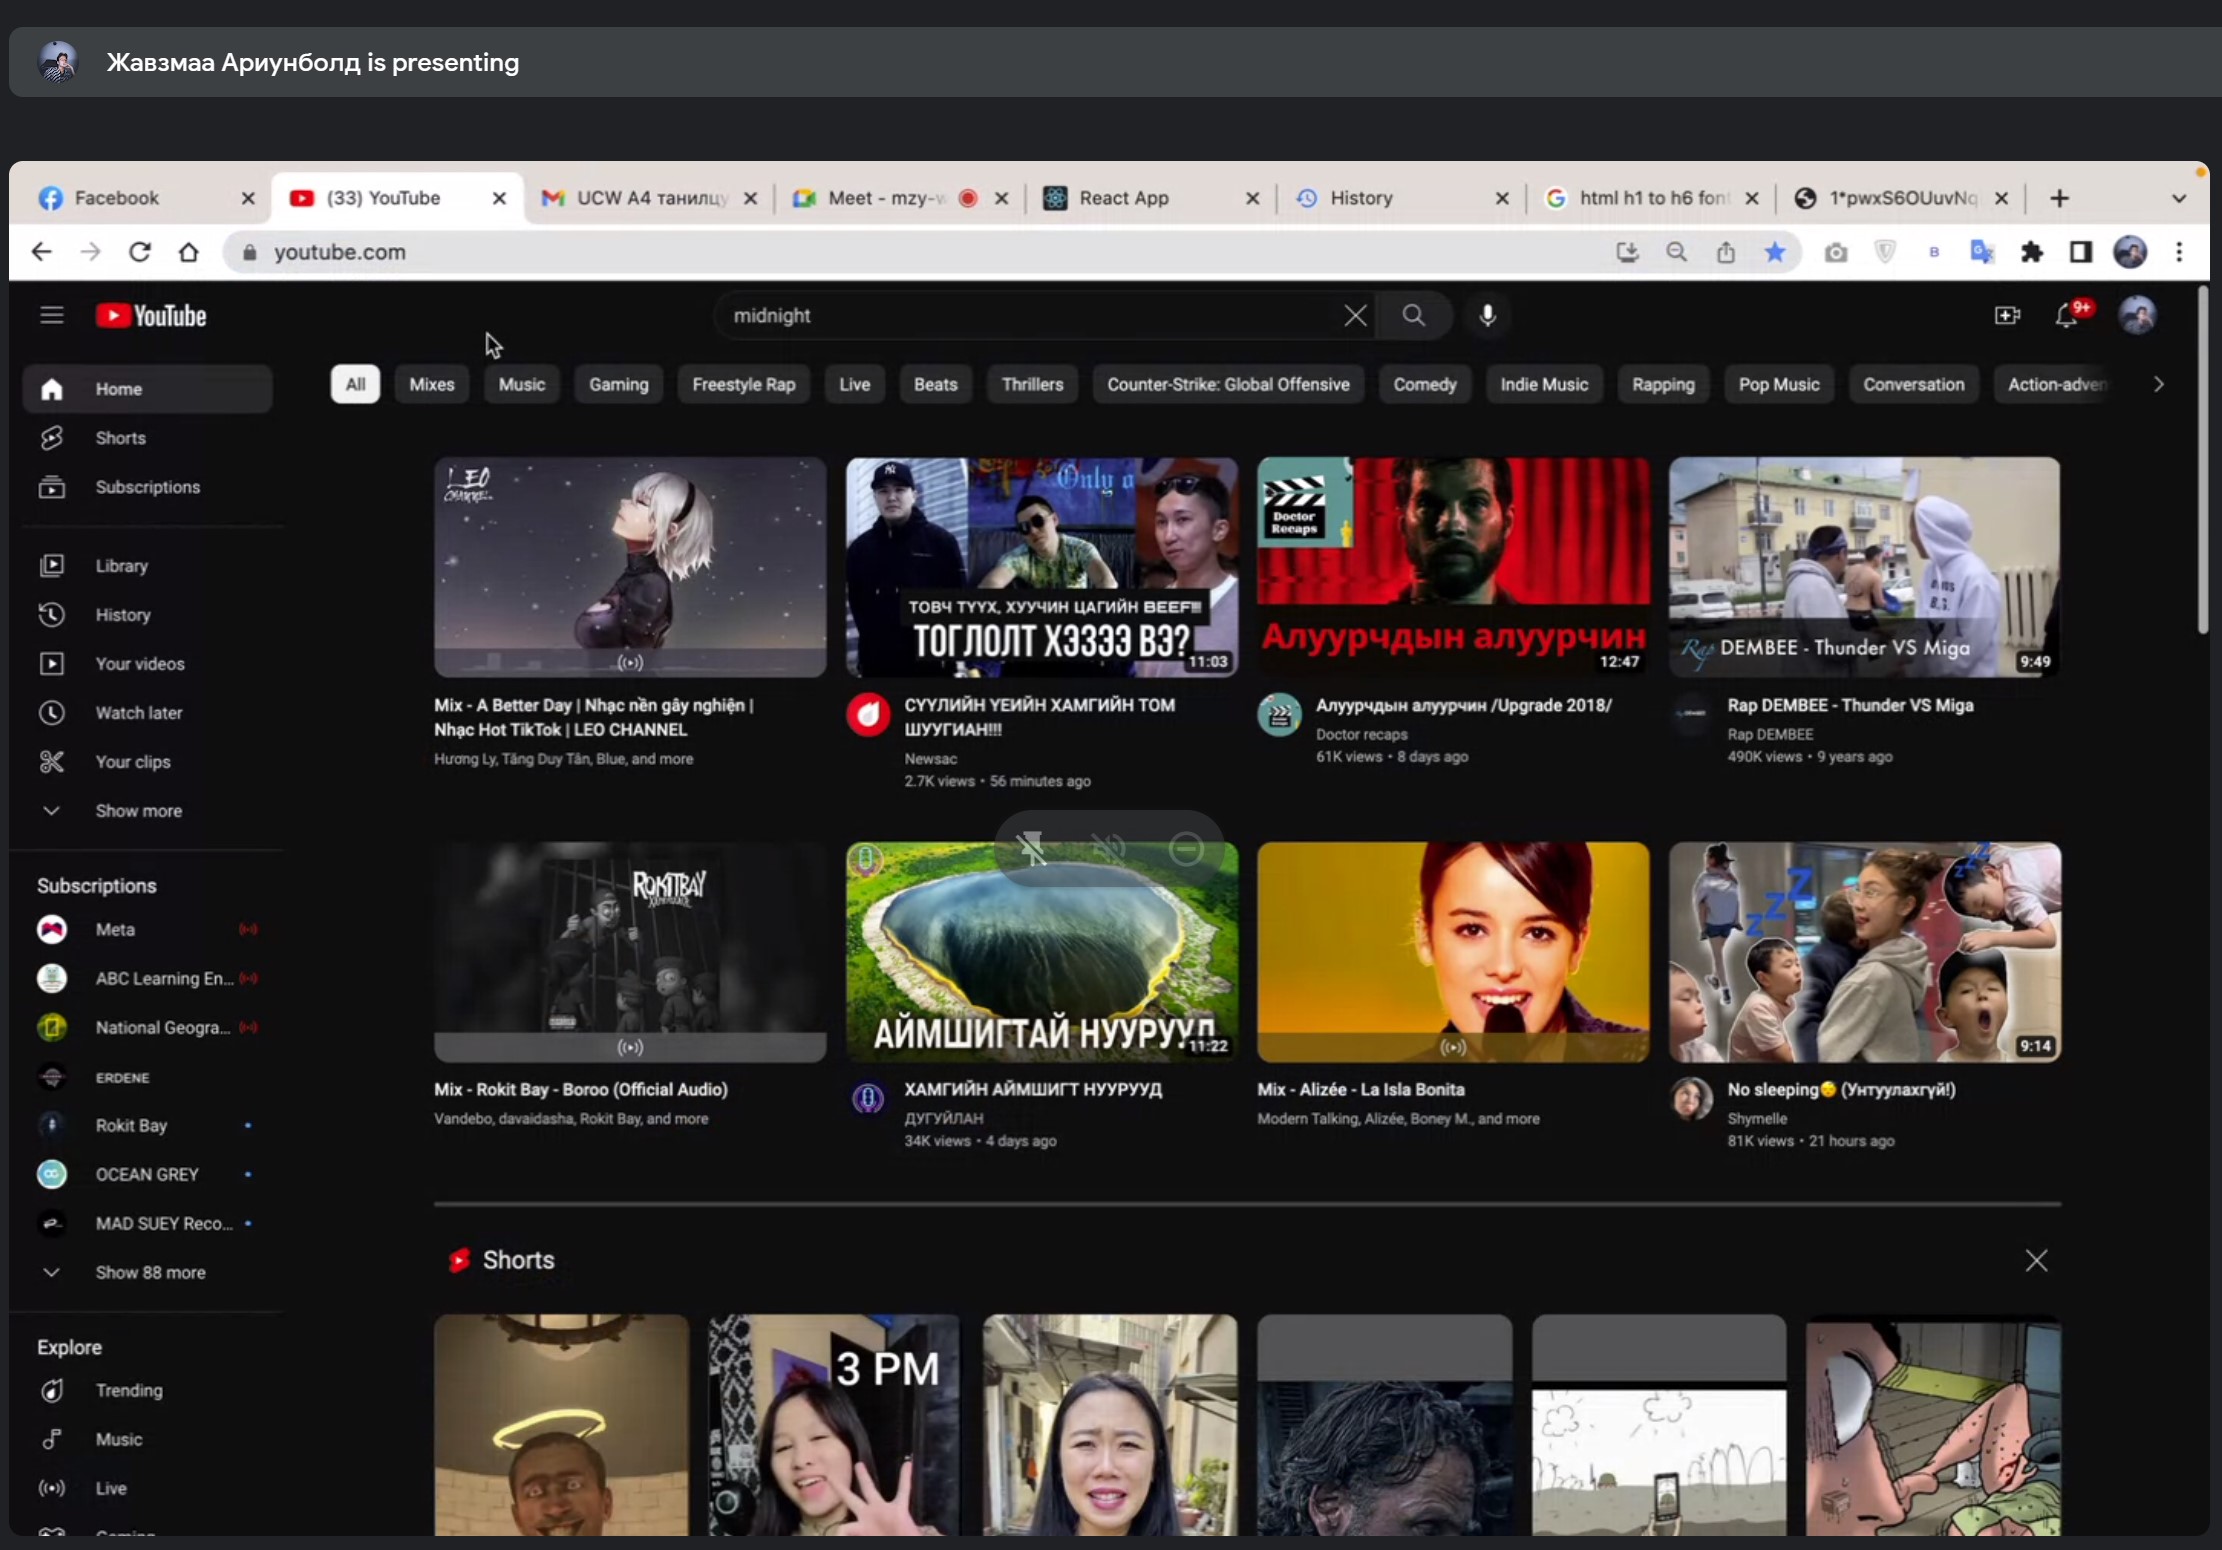 Жавзмаа Ариунболд is presenting
Facebook
(33) YouTube
UCW A4 танилцу
Meet - mzy-w
React App
History
html h1 to h6 font
1*pwxS6OUuvNq
youtube.com
YouTube
midnight
9+
Home
Shorts
Subscriptions
Library
History
Your videos
Watch later
Your clips
Show more
Subscriptions
Meta
ABC Learning En...
National Geogra...
ERDENE
Rokit Bay
OCEAN GREY
MAD SUEY Reco...
Show 88 more
Explore
Trending
Music
Live
Gaming
All
Mixes
Music
Gaming
Freestyle Rap
Live
Beats
Thrillers
Counter-Strike: Global Offensive
Comedy
Indie Music
Rapping
Pop Music
Conversation
Action-adven
LEO
CHANNEL
Mix - A Better Day | Nhạc nền gây nghiện |
Nhạc Hot TikTok | LEO CHANNEL
Hương Ly, Tăng Duy Tân, Blue, and more
Only
ТОВЧ ТҮҮХ, ХУУЧИН ЦАГИЙН BEEF!!!
ТОГЛОЛТ ХЭЗЭЭ ВЭ?
11:03
СҮҮЛИЙН ҮЕИЙН ХАМГИЙН ТОМ
ШУУГИАН!!!
Newsac
2.7K views • 56 minutes ago
Doctor
Recaps
Алуурчдын алуурчин
12:47
Алуурчдын алуурчин /Upgrade 2018/
Doctor recaps
61K views • 8 days ago
Rap DEMBEE - Thunder VS Miga
9:49
Rap DEMBEE - Thunder VS Miga
Rap DEMBEE
490K views • 9 years ago
ROKITBAY
Mix - Rokit Bay - Boroo (Official Audio)
Vandebo, davaidasha, Rokit Bay, and more
АЙМШИГТАЙ НУУРУУД
11:22
ХАМГИЙН АЙМШИГТ НУУРУУД
ДУГУЙЛАН
34K views • 4 days ago
Mix - Alizée - La Isla Bonita
Modern Talking, Alizée, Boney M., and more
zzZ
zzZ
9:14
No sleeping😴 (Унтуулахгүй!)
Shymelle
81K views • 21 hours ago
Shorts
3 PM